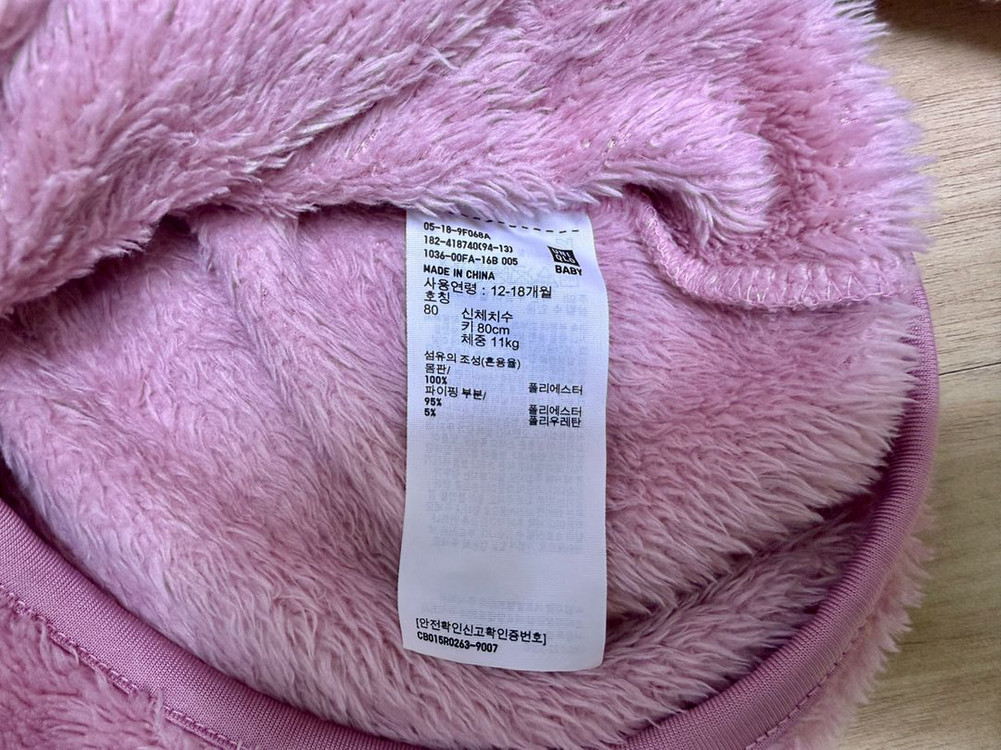 05-18-9F068A
182-418740(94-13)
1036-00FA-16B 005
UNI
QLO
BABY
MADE IN CHINA
사용연령 : 12-18개월
호칭
80 신체치수
키 80cm
체중 11kg
섬유의 조성(혼용율)
몸판/
100% 폴리에스터
파이핑 부분/
95% 폴리에스터
5% 폴리우레탄
[안전확인신고확인증번호]
CB015R0263-9007